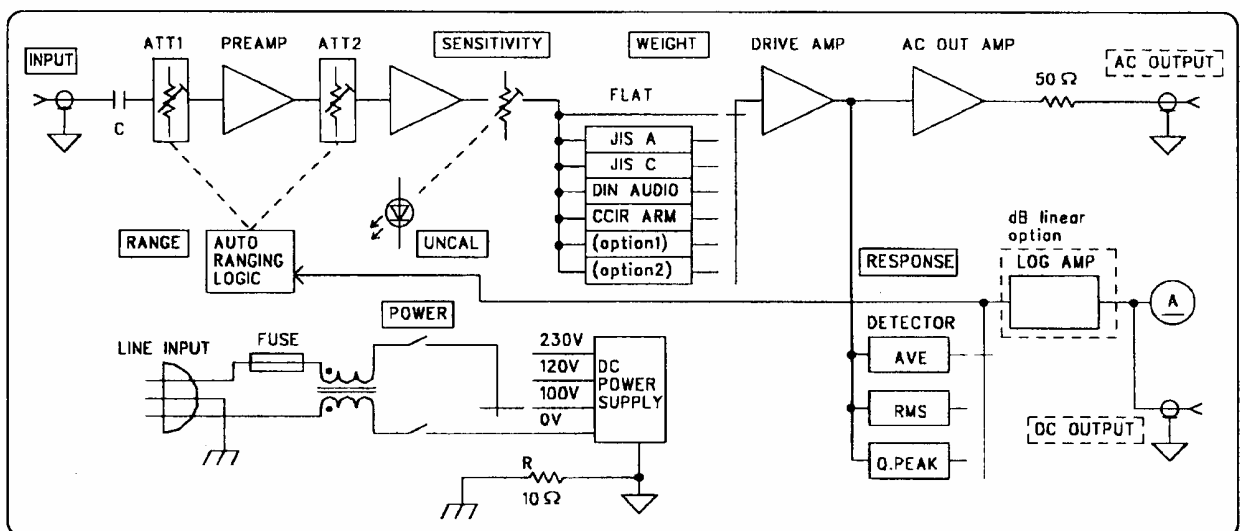 INPUT
ATT1
PREAMP
ATT2
SENSITIVITY
WEIGHT
DRIVE AMP
AC OUT AMP
AC OUTPUT
50 Ω
C
FLAT
JIS A
JIS C
DIN AUDIO
CCIR ARM
(option1)
(option2)
RANGE
AUTO
RANGING
LOGIC
UNCAL
RESPONSE
dB linear
option
LOG AMP
A
DETECTOR
AVE
RMS
Q.PEAK
DC OUTPUT
LINE INPUT
FUSE
POWER
230V
120V
100V
0V
DC
POWER
SUPPLY
R
10 Ω